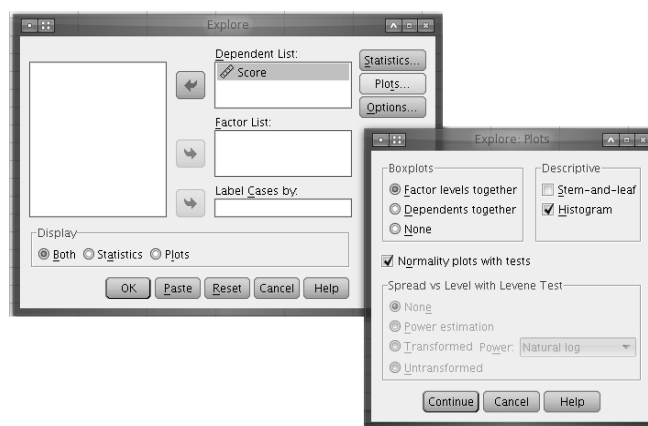 Explore
Dependent List:
Score
Statistics...
Plots...
Options...
Factor List:
Label Cases by:
Display
Both Statistics Plots
OK Paste Reset Cancel Help
Explore: Plots
Boxplots
Factor levels together
Dependents together
None
Descriptive
Stem-and-leaf
Histogram
Normality plots with tests
Spread vs Level with Levene Test
None
Power estimation
Transformed Power: Natural log
Untransformed
Continue Cancel Help